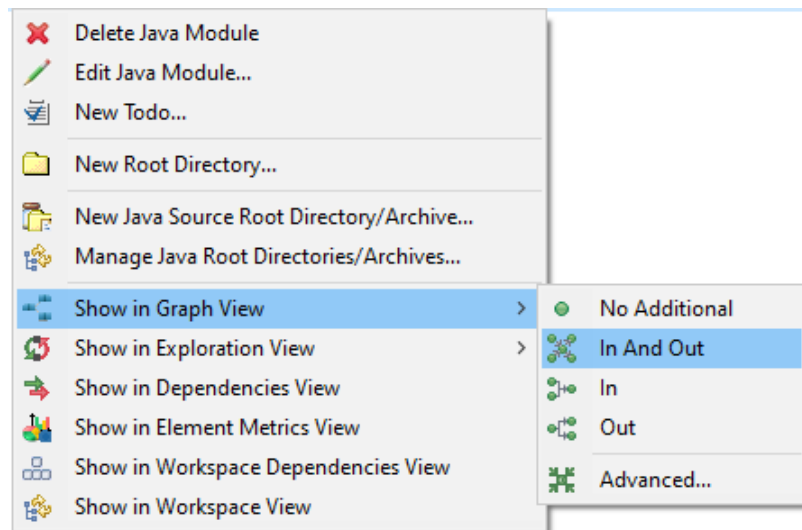 Delete Java Module
Edit Java Module...
New Todo...
New Root Directory...
New Java Source Root Directory/Archive...
Manage Java Root Directories/Archives...
Show in Graph View
Show in Exploration View
Show in Dependencies View
Show in Element Metrics View
Show in Workspace Dependencies View
Show in Workspace View
No Additional
In And Out
In
Out
Advanced...